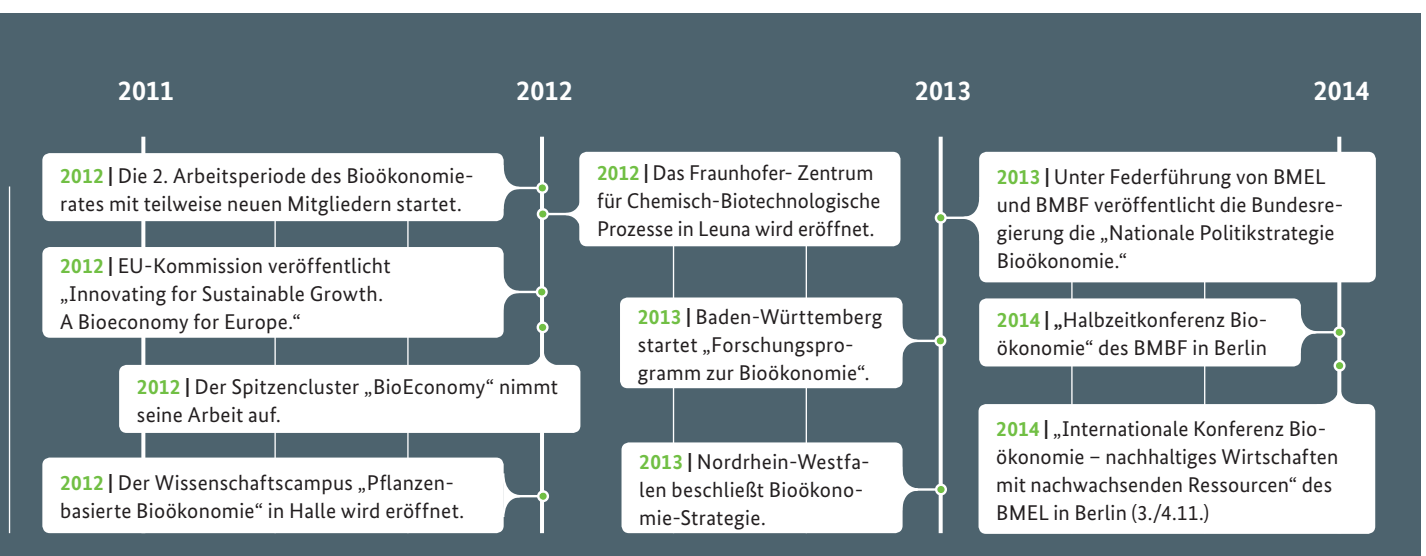 2011
2012
2013
2014
2012 | Die 2. Arbeitsperiode des Bioökonomie-
rates mit teilweise neuen Mitgliedern startet.
2012 | EU-Kommission veröffentlicht
„Innovating for Sustainable Growth.
A Bioeconomy for Europe.“
2012 | Der Spitzencluster „BioEconomy“ nimmt
seine Arbeit auf.
2012 | Der Wissenschaftscampus „Pflanzen-
basierte Bioökonomie“ in Halle wird eröffnet.
2012 | Das Fraunhofer- Zentrum
für Chemisch-Biotechnologische
Prozesse in Leuna wird eröffnet.
2013 | Baden-Württemberg
startet „Forschungspro-
gramm zur Bioökonomie“.
2013 | Nordrhein-Westfa-
len beschließt Bioökono-
mie-Strategie.
2013 | Unter Federführung von BMEL
und BMBF veröffentlicht die Bundesre-
gierung die „Nationale Politikstrategie
Bioökonomie.“
2014 | „Halbzeitkonferenz Bio-
ökonomie“ des BMBF in Berlin
2014 | „Internationale Konferenz Bio-
ökonomie – nachhaltiges Wirtschaften
mit nachwachsenden Ressourcen“ des
BMEL in Berlin (3./4.11.)